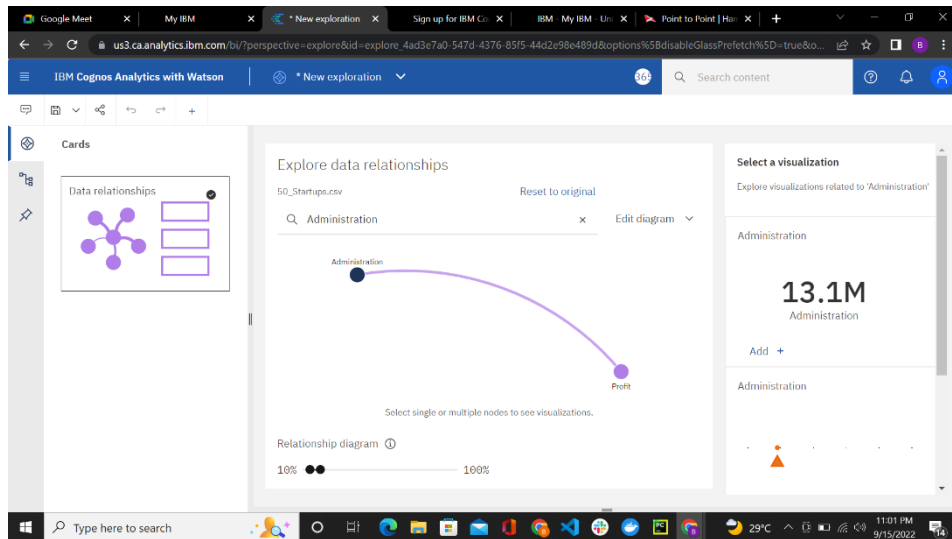 Google Meet
My IBM
* New exploration
Sign up for IBM Co
IBM - My IBM - Uni
Point to Point | Han
us3.ca.analytics.ibm.com/bi/?perspective=explore&id=explore_4ad3e7a0-547d-4376-85f5-44d2e98e489d&options%5BdisableGlassPrefetch%5D=true&o...
B
IBM Cognos Analytics with Watson
* New exploration
365
Search content
Cards
Data relationships
Explore data relationships
50_Startups.csv
Reset to original
Administration
Edit diagram
Administration
Profit
Select single or multiple nodes to see visualizations.
Relationship diagram
10%
100%
Select a visualization
Explore visualizations related to 'Administration'
Administration
13.1M
Administration
Add +
Administration
Type here to search
29°C
11:01 PM
9/15/2022
14